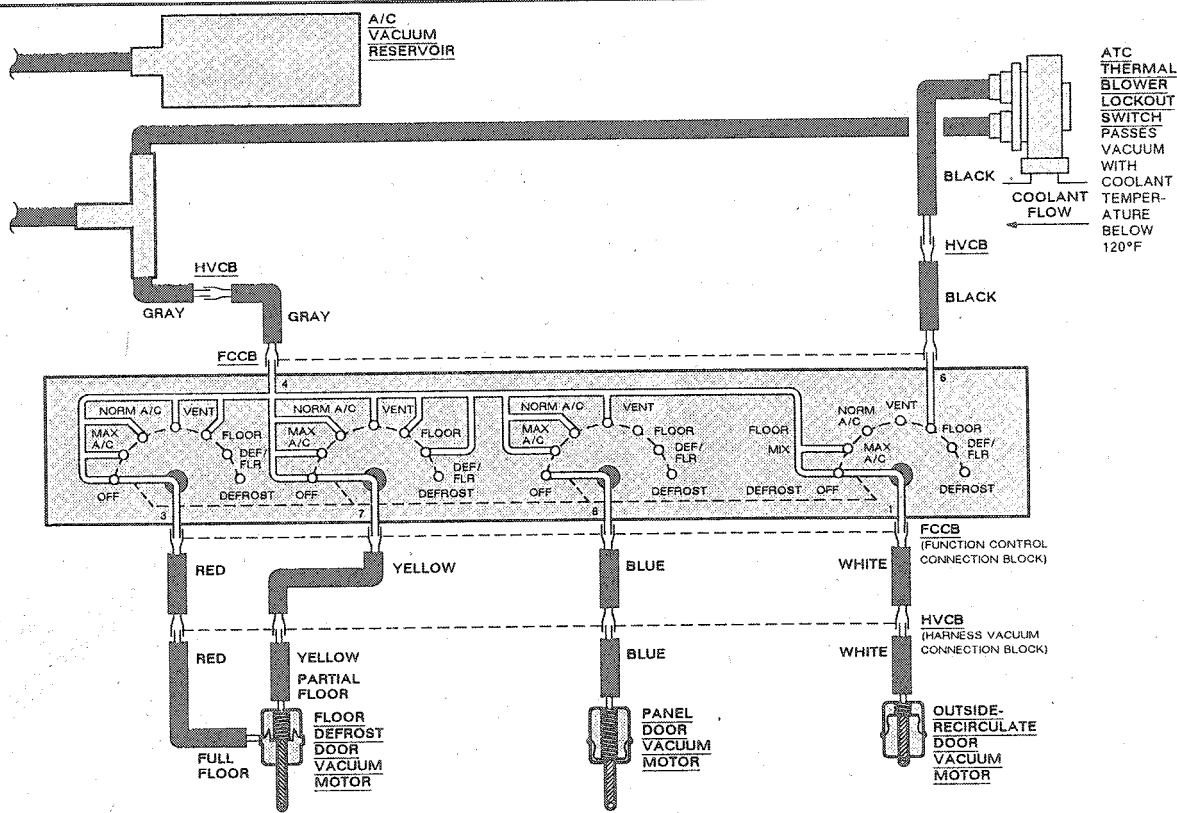 A/C
VACUUM
RESERVOIR
ATC
THERMAL
BLOWER
LOCKOUT
SWITCH
PASSES
VACUUM
WITH
COOLANT
TEMPER-
ATURE
BELOW
120°F
BLACK
COOLANT
FLOW
HVCB
HVCB
BLACK
GRAY
GRAY
FCCB
4
6
NORM A/C
VENT
MAX
A/C
FLOOR
DEF/
FLR
OFF
DEFROST
3
NORM A/C
VENT
MAX
A/C
FLOOR
DEF/
FLR
OFF
DEFROST
7
NORM A/C
VENT
MAX
A/C
FLOOR
DEF/
FLR
OFF
DEFROST
8
NORM
A/C
VENT
FLOOR
MIX
MAX
A/C
FLOOR
DEF/
FLR
DEFROST
OFF
DEFROST
1
FCCB
(FUNCTION CONTROL
CONNECTION BLOCK)
RED
YELLOW
BLUE
WHITE
HVCB
(HARNESS VACUUM
CONNECTION BLOCK)
RED
YELLOW
PARTIAL
FLOOR
BLUE
WHITE
FULL
FLOOR
FLOOR
DEFROST
DOOR
VACUUM
MOTOR
PANEL
DOOR
VACUUM
MOTOR
OUTSIDE-
RECIRCULATE
DOOR
VACUUM
MOTOR